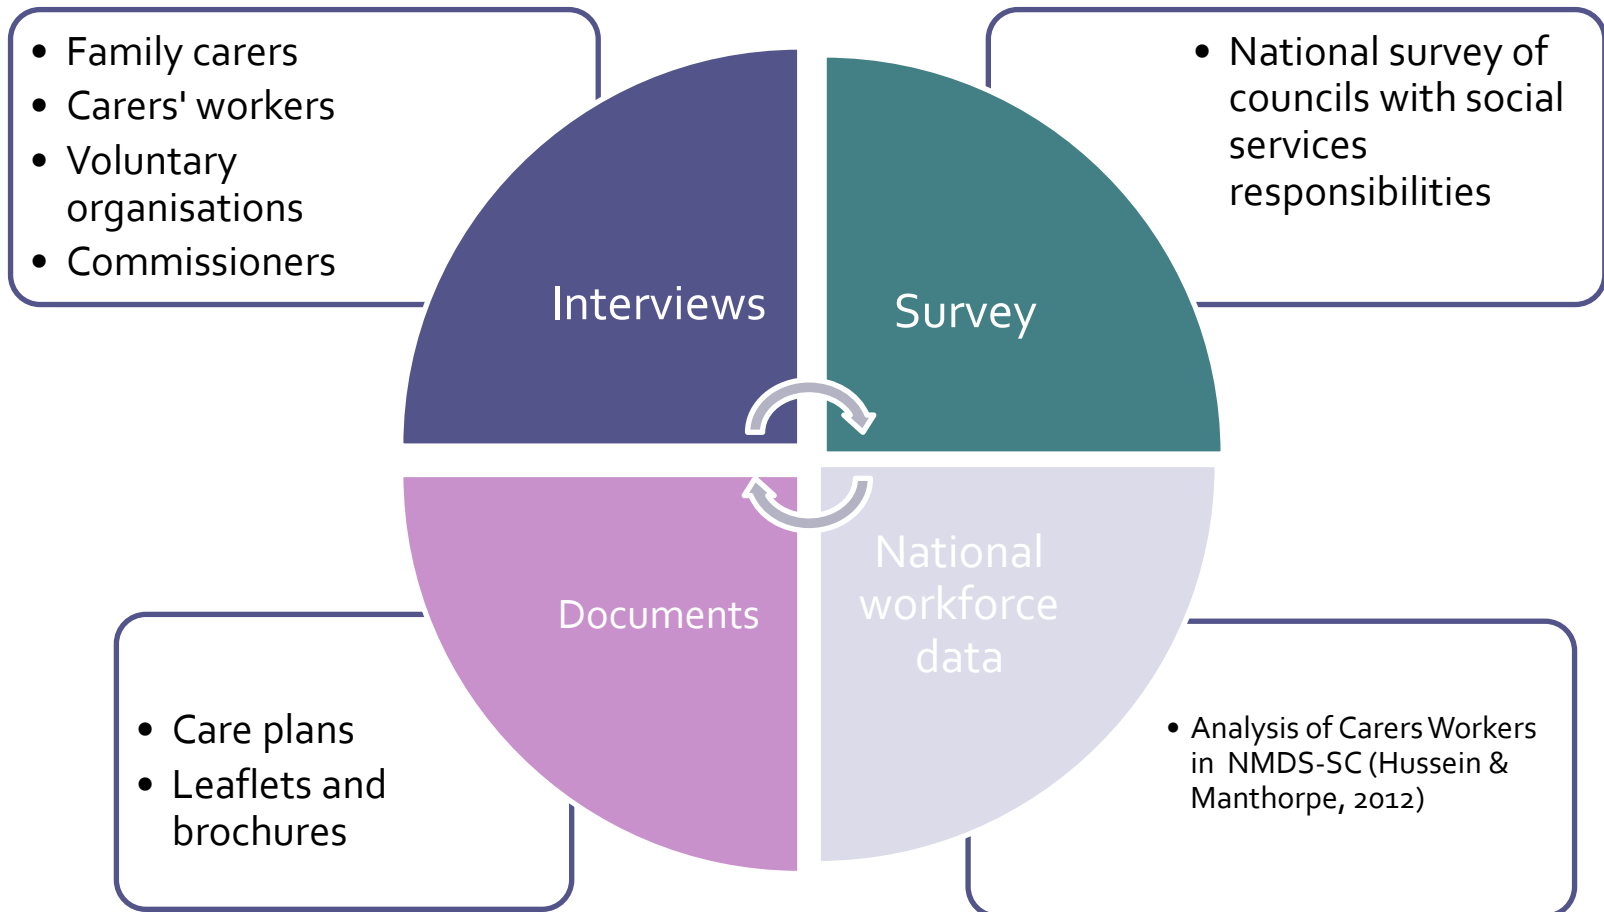 • Family carers
• Carers' workers
• Voluntary
organisations
• Commissioners
Interviews
• National survey of
councils with social
services
responsibilities
Survey
Documents
• Care plans
• Leaflets and
brochures
National
workforce
data
• Analysis of Carers Workers
in NMDS-SC (Hussein &
Manthorpe, 2012)